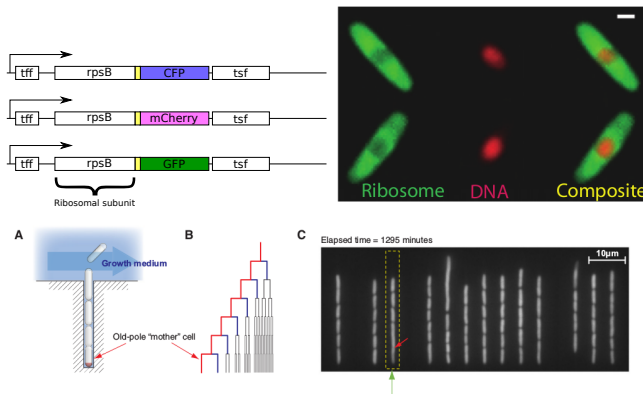 tff rpsB CFP tsf
tff rpsB mCherry tsf
tff rpsB GFP tsf
Ribosomal subunit
Ribosome DNA Composite
A
Growth medium
Old-pole "mother" cell
B
C
Elapsed time = 1295 minutes
10μm